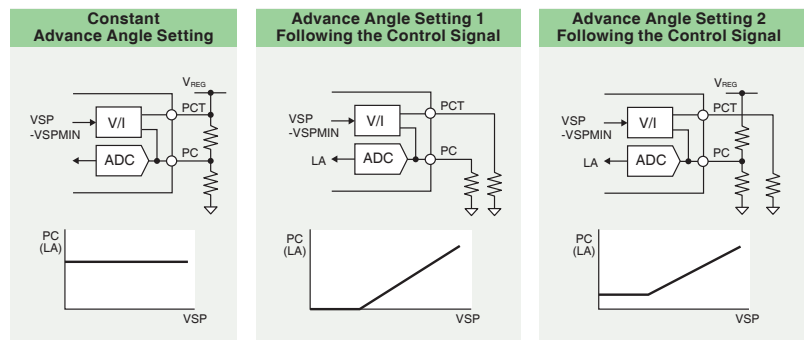 Constant
Advance Angle Setting
VREG
PCT
VSP
-VSPMIN
V/I
ADC
PC
PC
(LA)
VSP
Advance Angle Setting 1
Following the Control Signal
PCT
VSP
-VSPMIN
V/I
LA
ADC
PC
PC
(LA)
VSP
Advance Angle Setting 2
Following the Control Signal
VREG
PCT
VSP
-VSPMIN
V/I
LA
ADC
PC
PC
(LA)
VSP